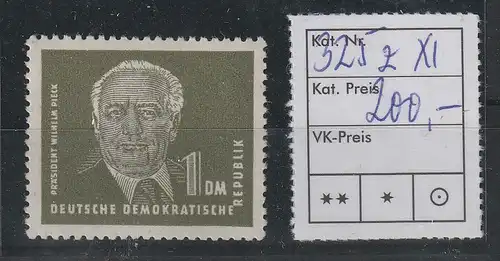 PRÄSIDENT WILHELM PIECK
1 DM
DEUTSCHE DEMOKRATISCHE
REPUBLIK
Kat. Nr.
325 z XI
Kat. Preis
200,-
VK-Preis
** * ⊙